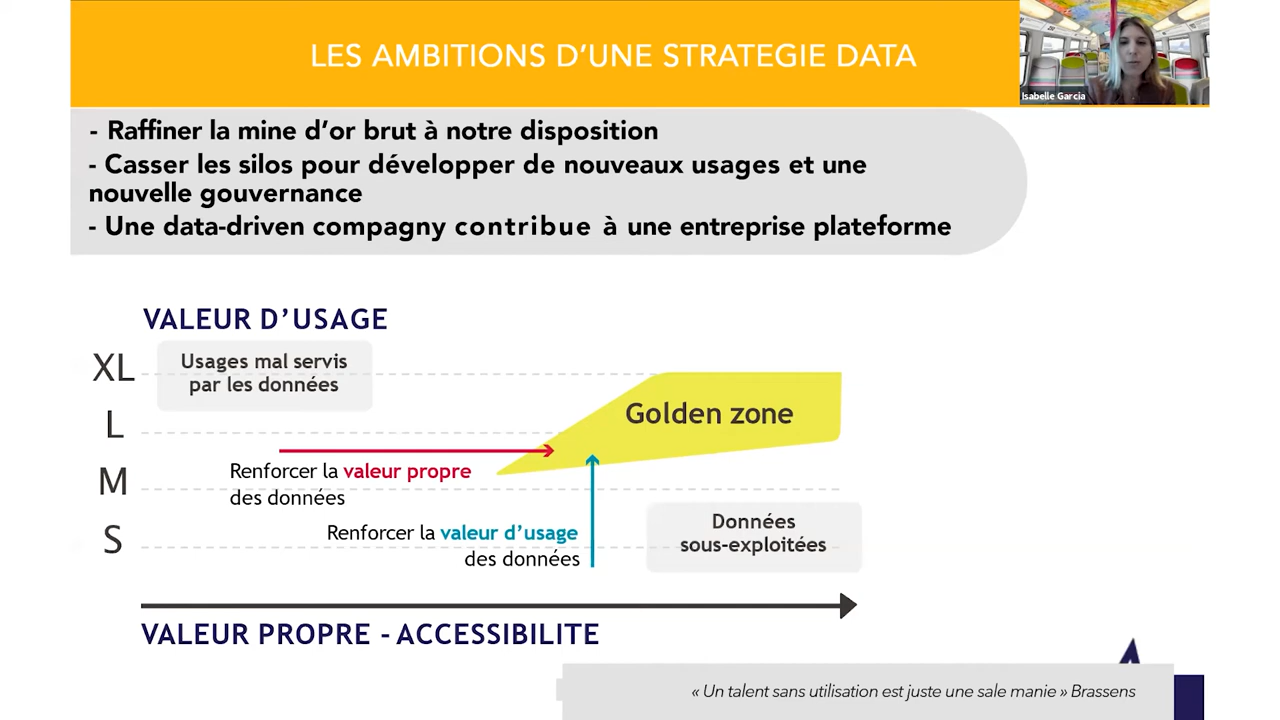 LES AMBITIONS D’UNE STRATEGIE DATA
Isabelle Garcia
- Raffiner la mine d’or brut à notre disposition
- Casser les silos pour développer de nouveaux usages et une
nouvelle gouvernance
- Une data-driven compagny contribue à une entreprise plateforme
VALEUR D’USAGE
XL
Usages mal servis
par les données
L
Golden zone
M
Renforcer la valeur propre
des données
S
Renforcer la valeur d’usage
des données
Données
sous-exploitées
VALEUR PROPRE - ACCESSIBILITE
« Un talent sans utilisation est juste une sale manie » Brassens